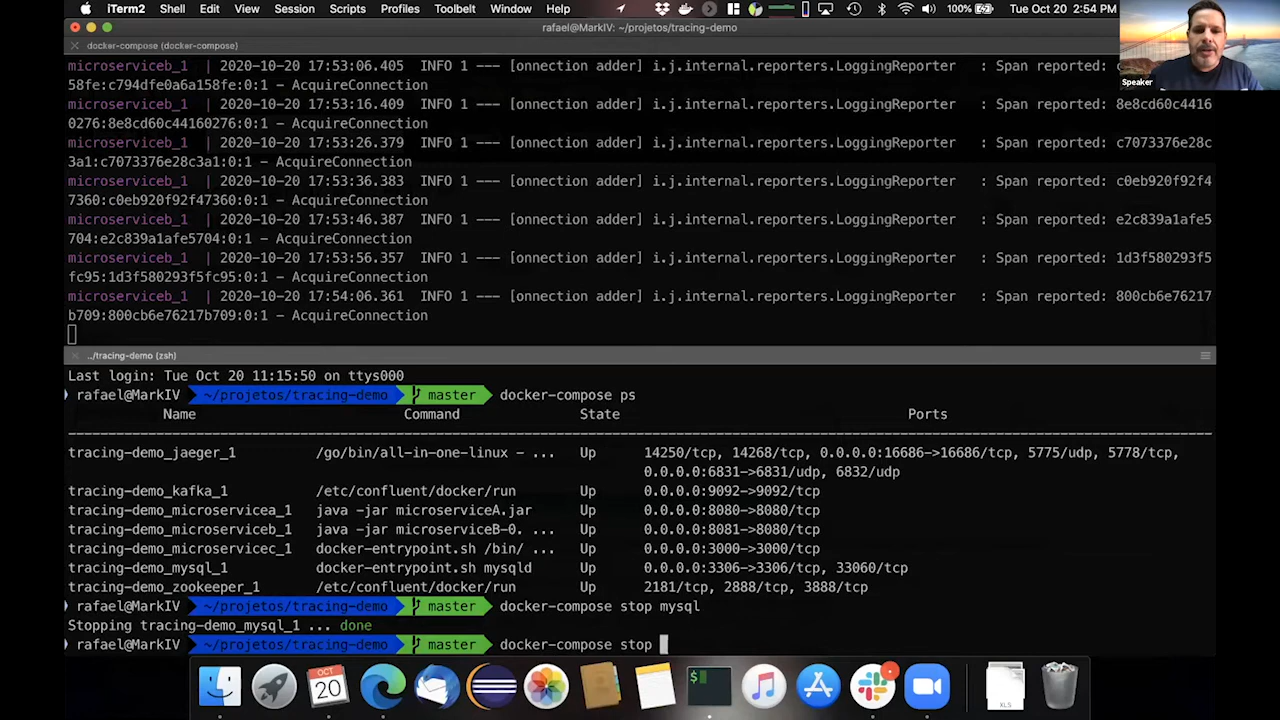 iTerm2 Shell Edit View Session Scripts Profiles Toolbelt Window Help 100% Tue Oct 20 2:54 PM
rafael@MarkIV: ~/projetos/tracing-demo
docker-compose (docker-compose)
Speaker
microserviceb_1 | 2020-10-20 17:53:06.405 INFO 1 --- [onnection adder] i.j.internal.reporters.LoggingReporter : Span reported:
58fe:c794dfe0a6a158fe:0:1 - AcquireConnection
microserviceb_1 | 2020-10-20 17:53:16.409 INFO 1 --- [onnection adder] i.j.internal.reporters.LoggingReporter : Span reported: 8e8cd60c4416
0276:8e8cd60c44160276:0:1 - AcquireConnection
microserviceb_1 | 2020-10-20 17:53:26.379 INFO 1 --- [onnection adder] i.j.internal.reporters.LoggingReporter : Span reported: c7073376e28c
3a1:c7073376e28c3a1:0:1 - AcquireConnection
microserviceb_1 | 2020-10-20 17:53:36.383 INFO 1 --- [onnection adder] i.j.internal.reporters.LoggingReporter : Span reported: c0eb920f92f4
7360:c0eb920f92f47360:0:1 - AcquireConnection
microserviceb_1 | 2020-10-20 17:53:46.387 INFO 1 --- [onnection adder] i.j.internal.reporters.LoggingReporter : Span reported: e2c839a1afe5
704:e2c839a1afe5704:0:1 - AcquireConnection
microserviceb_1 | 2020-10-20 17:53:56.357 INFO 1 --- [onnection adder] i.j.internal.reporters.LoggingReporter : Span reported: 1d3f580293f5
fc95:1d3f580293f5fc95:0:1 - AcquireConnection
microserviceb_1 | 2020-10-20 17:54:06.361 INFO 1 --- [onnection adder] i.j.internal.reporters.LoggingReporter : Span reported: 800cb6e76217
b709:800cb6e76217b709:0:1 - AcquireConnection
../tracing-demo (zsh)
Last login: Tue Oct 20 11:15:50 on ttys000
rafael@MarkIV ~/projetos/tracing-demo master docker-compose ps
Name Command State Ports
tracing-demo_jaeger_1 /go/bin/all-in-one-linux - ... Up 14250/tcp, 14268/tcp, 0.0.0.0:16686->16686/tcp, 5775/udp, 5778/tcp,
0.0.0.0:6831->6831/udp, 6832/udp
tracing-demo_kafka_1 /etc/confluent/docker/run Up 0.0.0.0:9092->9092/tcp
tracing-demo_microservicea_1 java -jar microserviceA.jar Up 0.0.0.0:8080->8080/tcp
tracing-demo_microserviceb_1 java -jar microserviceB-0. ... Up 0.0.0.0:8081->8080/tcp
tracing-demo_microservicec_1 docker-entrypoint.sh /bin/ ... Up 0.0.0.0:3000->3000/tcp
tracing-demo_mysql_1 docker-entrypoint.sh mysqld Up 0.0.0.0:3306->3306/tcp, 33060/tcp
tracing-demo_zookeeper_1 /etc/confluent/docker/run Up 2181/tcp, 2888/tcp, 3888/tcp
rafael@MarkIV ~/projetos/tracing-demo master docker-compose stop mysql
Stopping tracing-demo_mysql_1 ... done
rafael@MarkIV ~/projetos/tracing-demo master docker-compose stop
OCT
20
$
XLS